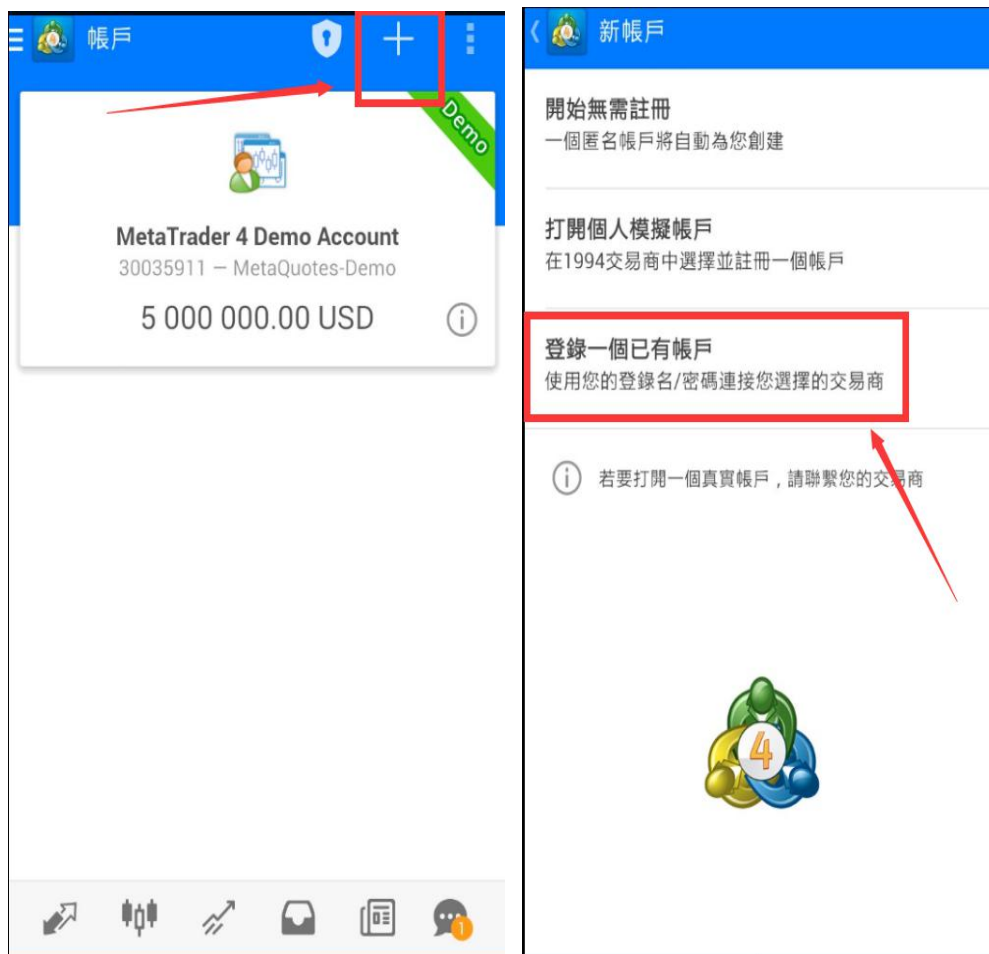 帳戶
Demo
MetaTrader 4 Demo Account
30035911 — MetaQuotes-Demo
5 000 000.00 USD
1
新帳戶
開始無需註冊
一個匿名帳戶將自動為您創建
打開個人模擬帳戶
在1994交易商中選擇並註冊一個帳戶
登錄一個已有帳戶
使用您的登錄名/密碼連接您選擇的交易商
若要打開一個真實帳戶，請聯繫您的交易商
4